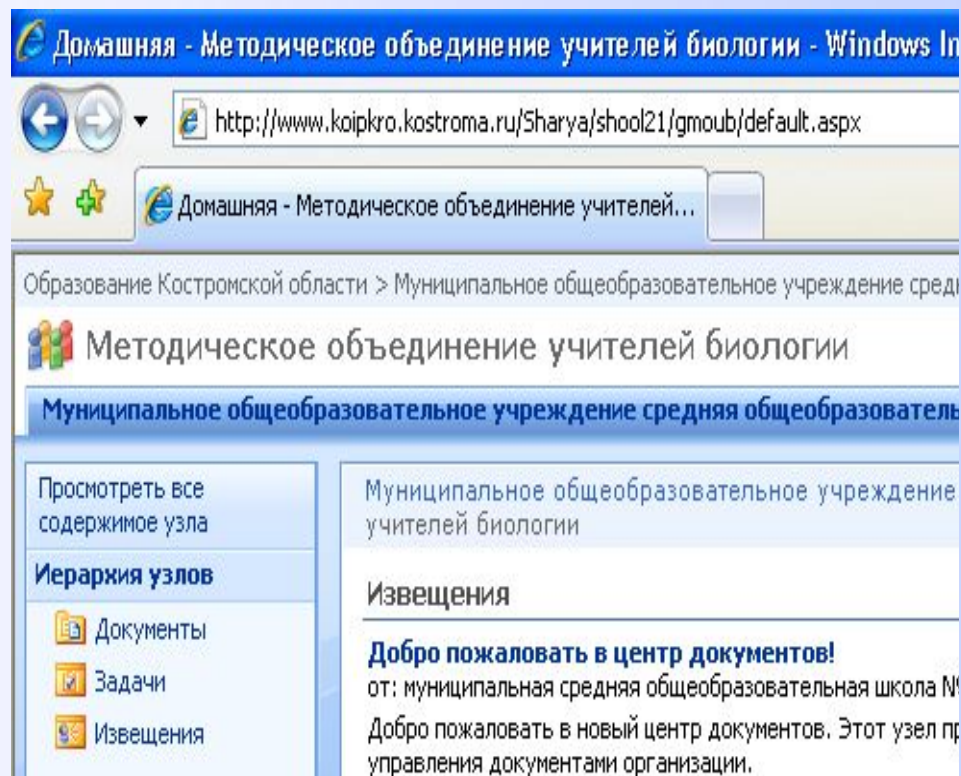 Домашняя - Методическое объединение учителей биологии - Windows In
http://www.koipkro.kostroma.ru/Sharya/shool21/gmoub/default.aspx
Домашняя - Методическое объединение учителей...
Образование Костромской области > Муниципальное общеобразовательное учреждение сред
Методическое объединение учителей биологии
Муниципальное общеобразовательное учреждение средняя общеобразователь
Просмотреть все
содержимое узла
Иерархия узлов
Документы
Задачи
Извещения
Муниципальное общеобразовательное учреждение
учителей биологии
Извещения
Добро пожаловать в центр документов!
от: муниципальная средняя общеобразовательная школа №
Добро пожаловать в новый центр документов. Этот узел пр
управления документами организации.